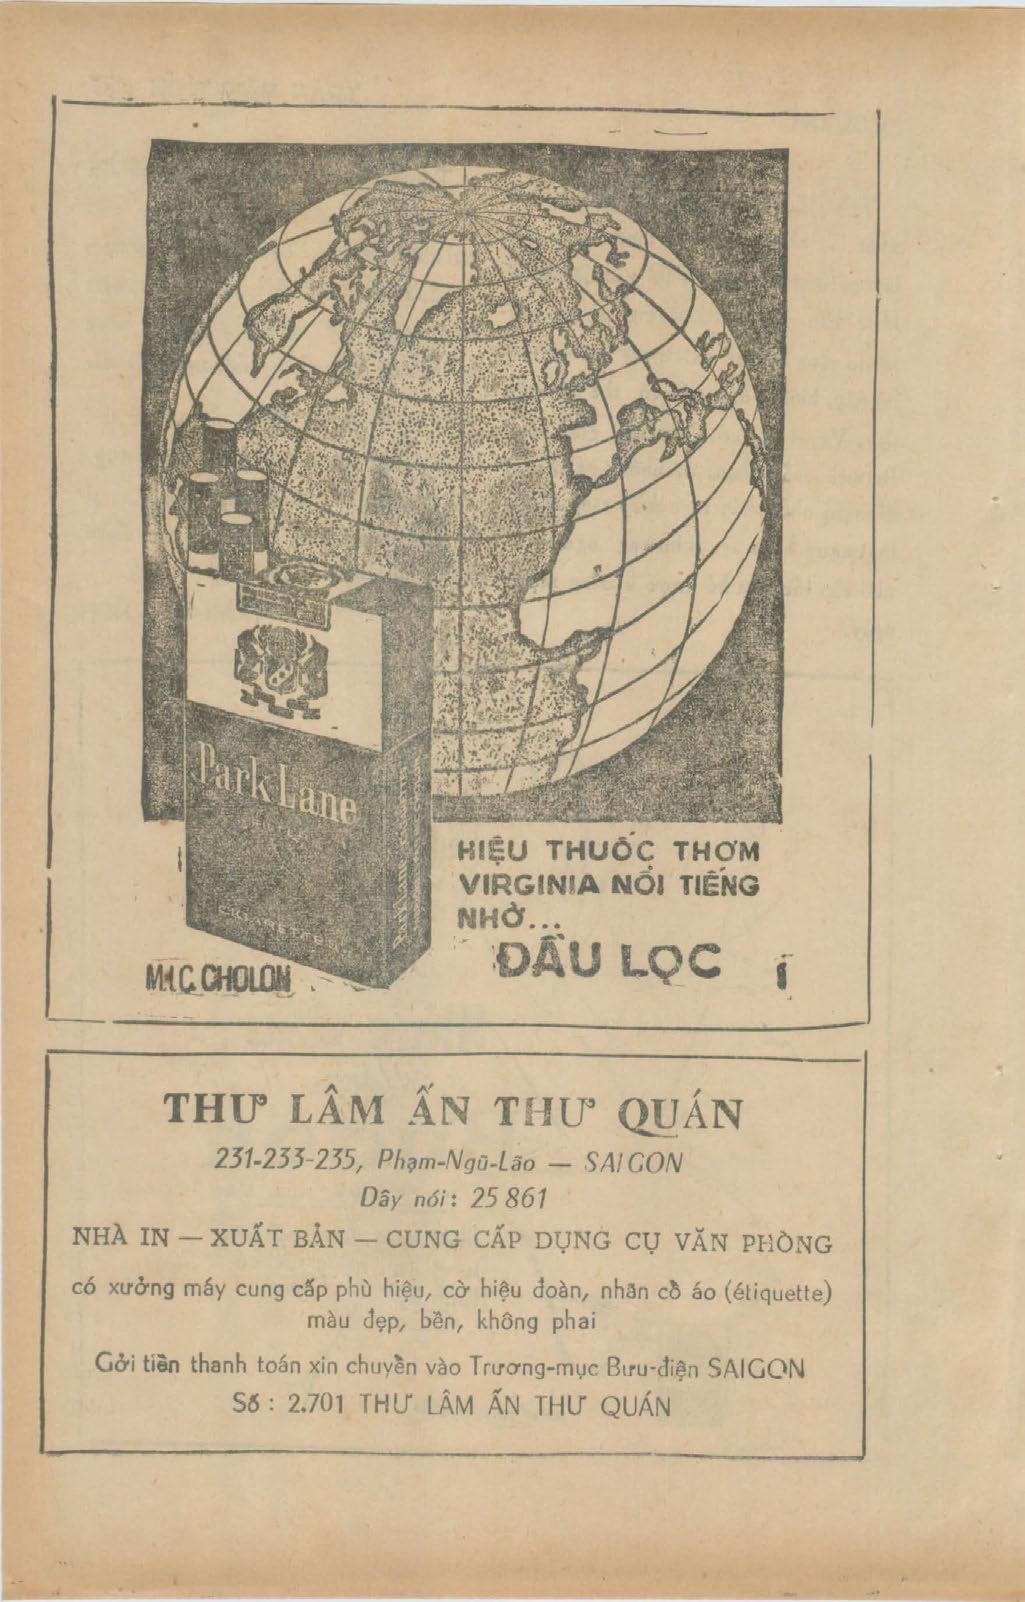 Park Lane
CIGARETTES
HIỆU THUỐC THƠM
VIRGINIA NỔI TIẾNG
NHỜ...
ĐẦU LỌC
M.I.C. CHOLON
THƯ LÂM ẤN THƯ QUÁN
231-233-235, Phạm-Ngũ-Lão — SAIGON
Dây nói: 25 861
NHÀ IN — XUẤT BẢN — CUNG CẤP DỤNG CỤ VĂN PHÒNG
có xưởng máy cung cấp phù hiệu, cờ hiệu đoàn, nhãn cồ áo (étiquette)
màu đẹp, bền, không phai
Gởi tiền thanh toán xin chuyền vào Trương-mục Bưu-điện SAIGON
Số : 2.701 THƯ LÂM ẤN THƯ QUÁN